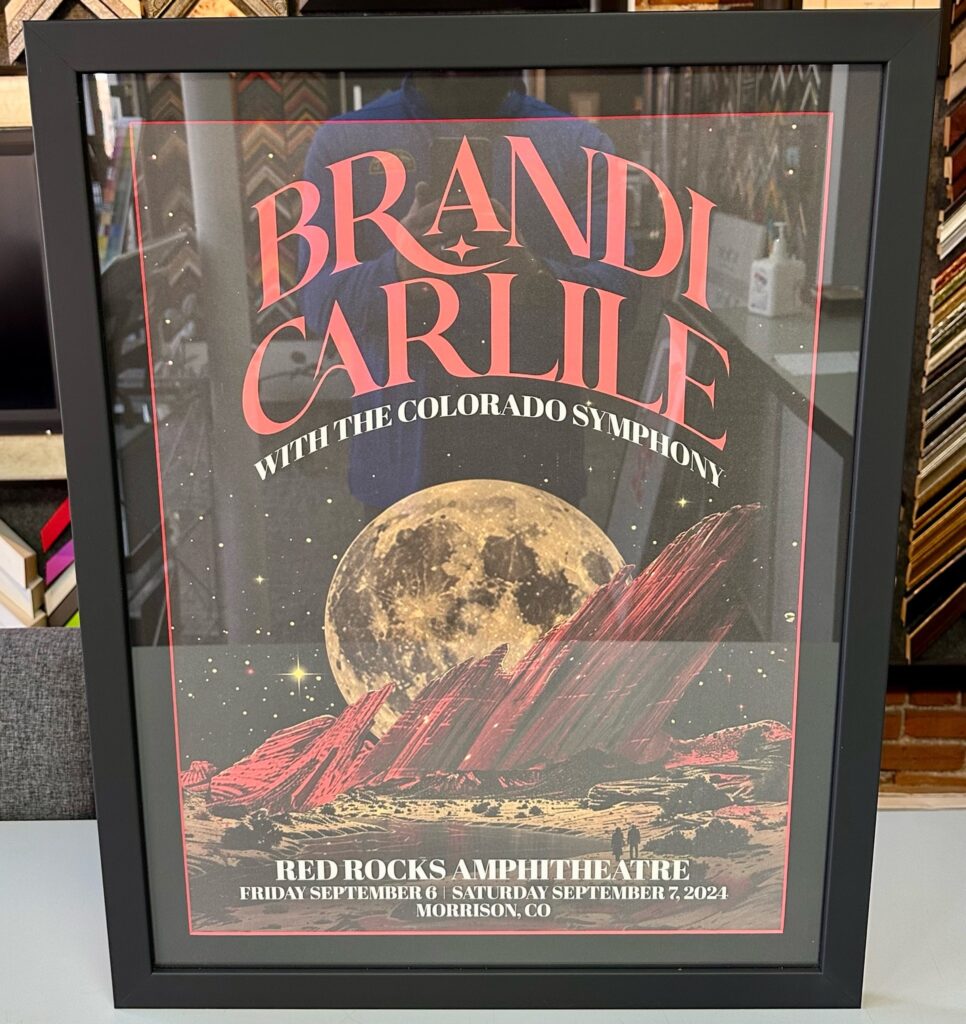 BRANDI
CARLILE
WITH THE COLORADO SYMPHONY
RED ROCKS AMPHITHEATRE
FRIDAY SEPTEMBER 6 | SATURDAY SEPTEMBER 7, 2024
MORRISON, CO